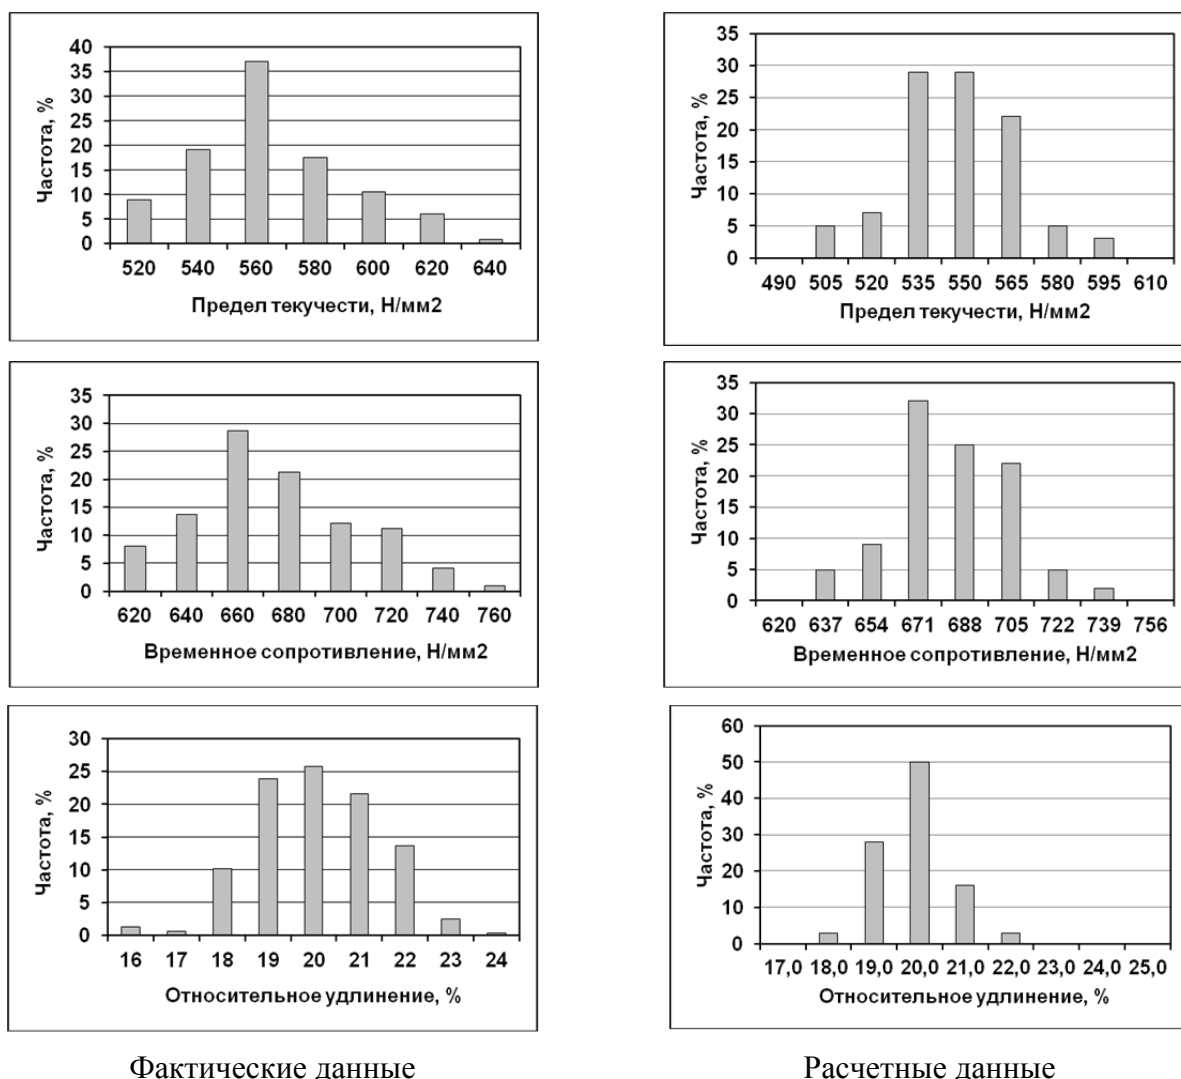 40
35
30
25
20
15
10
5
0
Частота, %
520 540 560 580 600 620 640
Предел текучести, Н/мм2
35
30
25
20
15
10
5
0
Частота, %
490 505 520 535 550 565 580 595 610
Предел текучести, Н/мм2
35
30
25
20
15
10
5
0
Частота, %
620 640 660 680 700 720 740 760
Временное сопротивление, Н/мм2
35
30
25
20
15
10
5
0
Частота, %
620 637 654 671 688 705 722 739 756
Временное сопротивление, Н/мм2
30
25
20
15
10
5
0
Частота, %
16 17 18 19 20 21 22 23 24
Относительное удлинение, %
60
50
40
30
20
10
0
Частота, %
17,0 18,0 19,0 20,0 21,0 22,0 23,0 24,0 25,0
Относительное удлинение, %
Фактические данные
Расчетные данные